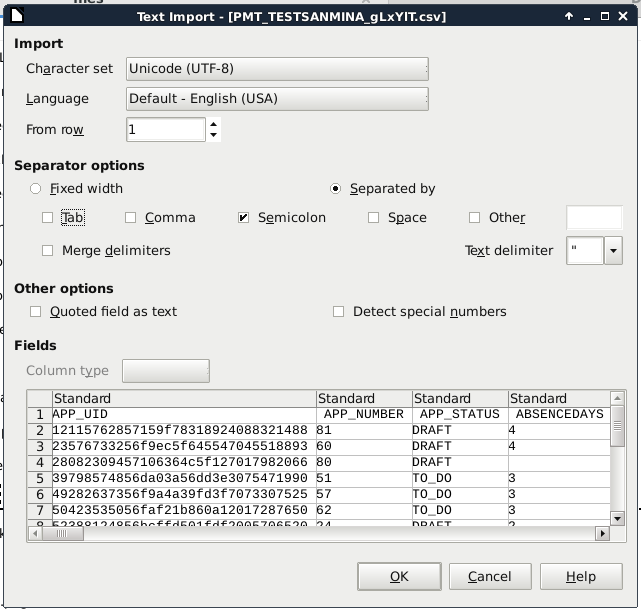 Text Import - [PMT_TESTSANMINA_gLxYIT.csv]
Import
Character set Unicode (UTF-8)
Language Default - English (USA)
From row 1
Separator options
Fixed width Separated by
Tab Comma Semicolon Space Other
Merge delimiters Text delimiter "
Other options
Quoted field as text Detect special numbers
Fields
Column type
Standard Standard Standard Standard
1 APP_UID APP_NUMBER APP_STATUS ABSENCEDAYS
2 12115762857159f78318924088321488 81 DRAFT 4
3 23576733256f9ec5f645547045518893 60 DRAFT 4
4 28082309457106364c5f127017982066 80 DRAFT
5 39798574856da03a56dd3e3075471990 51 TO_DO 3
6 49282637356f9a4a39fd3f7073307525 57 TO_DO 3
7 50423535056faf21b860a12017287650 62 TO_DO 3
8 52388124856bcffd501fdf2005706520 24 DRAFT 2
OK Cancel Help